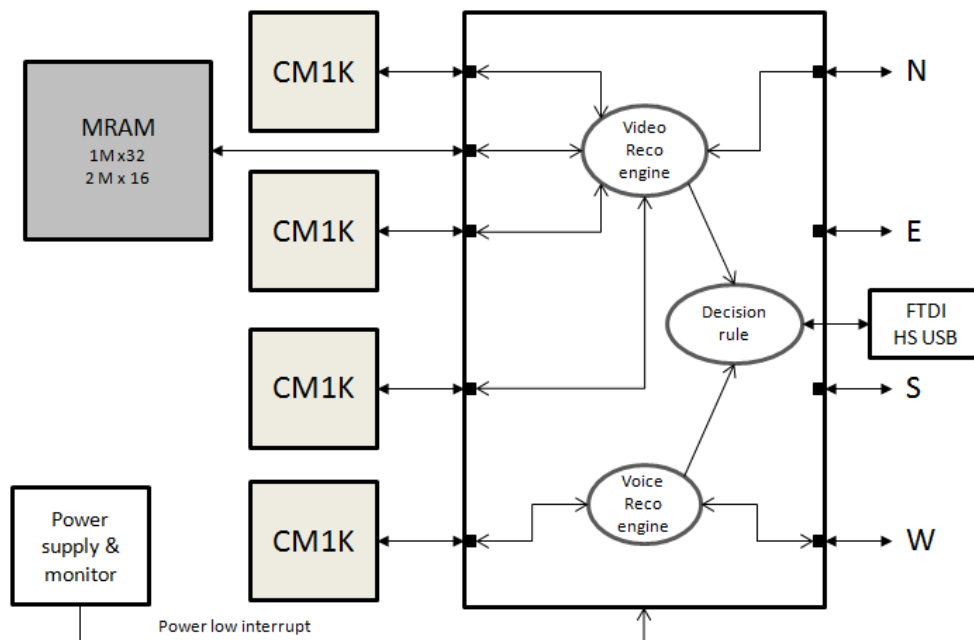 CM1K
N
MRAM
1M x32
2 M x 16
Video
Reco
engine
CM1K
E
Decision
rule
FTDI
HS USB
CM1K
S
Voice
Reco
engine
CM1K
W
Power
supply &
monitor
Power low interrupt